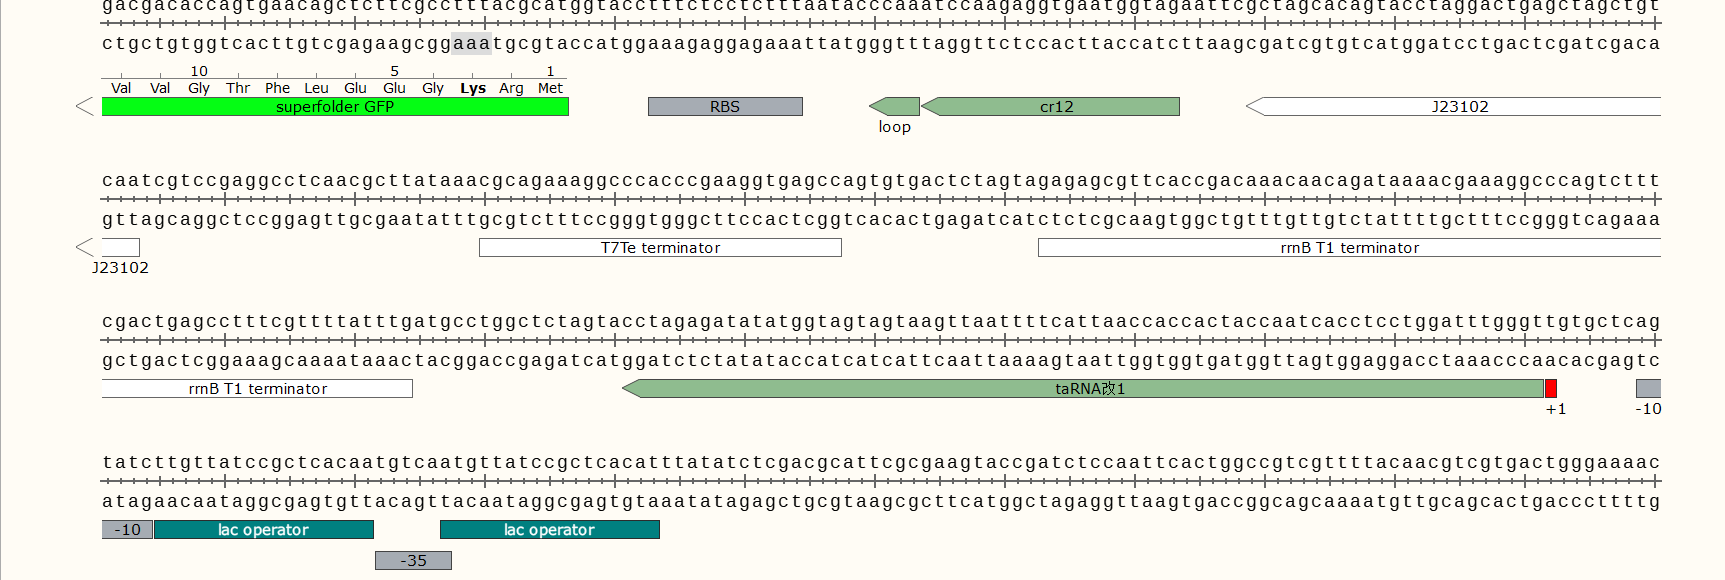 gacgacaccagtgaacagctcttcgcctttacgcatggtacctttctcctctttaatacccaaatccaagaggtgaatggtagaattcgctagcacagtacctaggactgagctagctgt
ctgctgtggtcacttgtcgagaagcggaaatgcgtaccatggaaagaggagaaattatgggtttaggttctccacttaccatcttaagcgatcgtgtcatggatcctgactcgatcgaca
10 5 1
Val Val Gly Thr Phe Leu Glu Glu Gly Lys Arg Met
superfolder GFP RBS cr12 J23102
loop
caatcgtccgaggcctcaacgcttataaacgcagaaaggcccacccgaaggtgagccagtgtgactctagtagagagcgttcaccgacaaacaacagataaaacgaaaggcccagtcttt
gttagcaggctccggagttgcgaatatttgcgtctttccgggtgggcttccactcggtcacactgagatcatctctcgcaagtggctgtttgttgtctattttgctttccgggtcagaaa
T7Te terminator rrnB T1 terminator
J23102
cgactgagcctttcgttttatttgatgcctggctctagtacctagagatatatggtagtagtaagttaattttcattaaccaccactaccaatcacctcctggatttgggttgtgctcag
gctgactcggaaagcaaaataaactacggaccgagatcatggatctctatataccatcatcattcaattaaaagtaattggtggtgatggttagtggaggacctaaacccaacacgagtc
rrnB T1 terminator taRNA改1
+1 -10
tatcttgttatccgctcacaatgtcaatgttatccgctcacatttatatctcgacgcattcgcgaagtaccgatctccaattcactggccgtcgttttacaacgtcgtgactgggaaaac
atagaacaataggcgagtgttacagttacaataggcgagtgtaaatatagagctgcgtaagcgcttcatggctagaggttaagtgaccggcagcaaaatgttgcagcactgacccttttg
-10 lac operator lac operator
-35